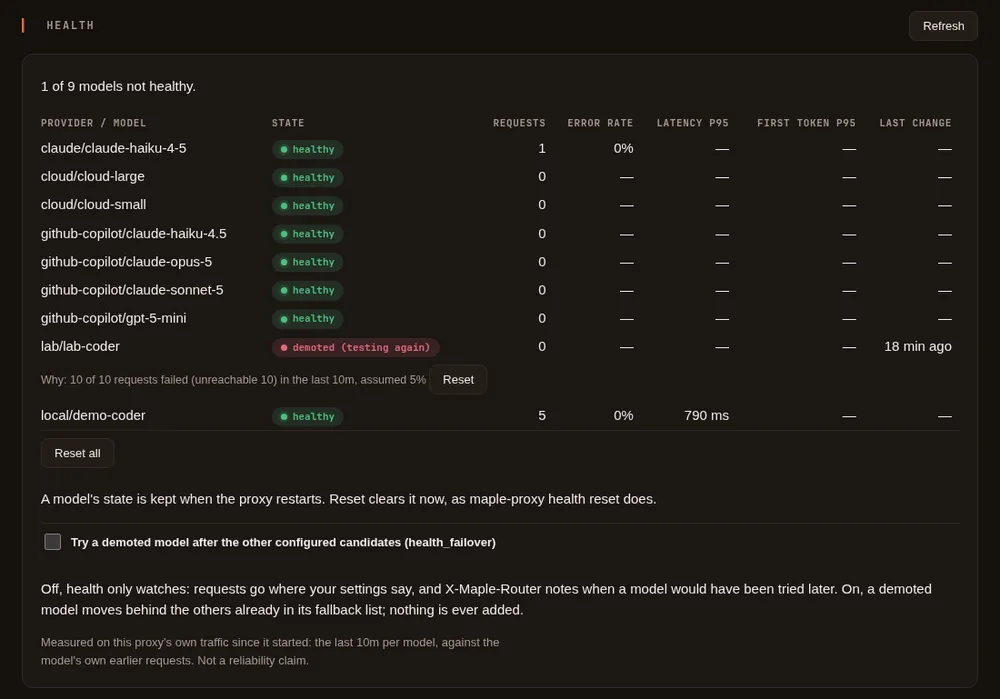 HEALTH
Refresh
1 of 9 models not healthy.
PROVIDER / MODEL STATE REQUESTS ERROR RATE LATENCY P95 FIRST TOKEN P95 LAST CHANGE
claude/claude-haiku-4-5 healthy 1 0% — — —
cloud/cloud-large healthy 0 — — — —
cloud/cloud-small healthy 0 — — — —
github-copilot/claude-haiku-4.5 healthy 0 — — — —
github-copilot/claude-opus-5 healthy 0 — — — —
github-copilot/claude-sonnet-5 healthy 0 — — — —
github-copilot/gpt-5-mini healthy 0 — — — —
lab/lab-coder demoted (testing again) 0 — — — 18 min ago
Why: 10 of 10 requests failed (unreachable 10) in the last 10m, assumed 5% Reset
local/demo-coder healthy 5 0% 790 ms — —
Reset all
A model's state is kept when the proxy restarts. Reset clears it now, as maple-proxy health reset does.
Try a demoted model after the other configured candidates (health_failover)
Off, health only watches: requests go where your settings say, and X-Maple-Router notes when a model would have been tried later. On, a demoted
model moves behind the others already in its fallback list; nothing is ever added.
Measured on this proxy's own traffic since it started: the last 10m per model, against the
model's own earlier requests. Not a reliability claim.